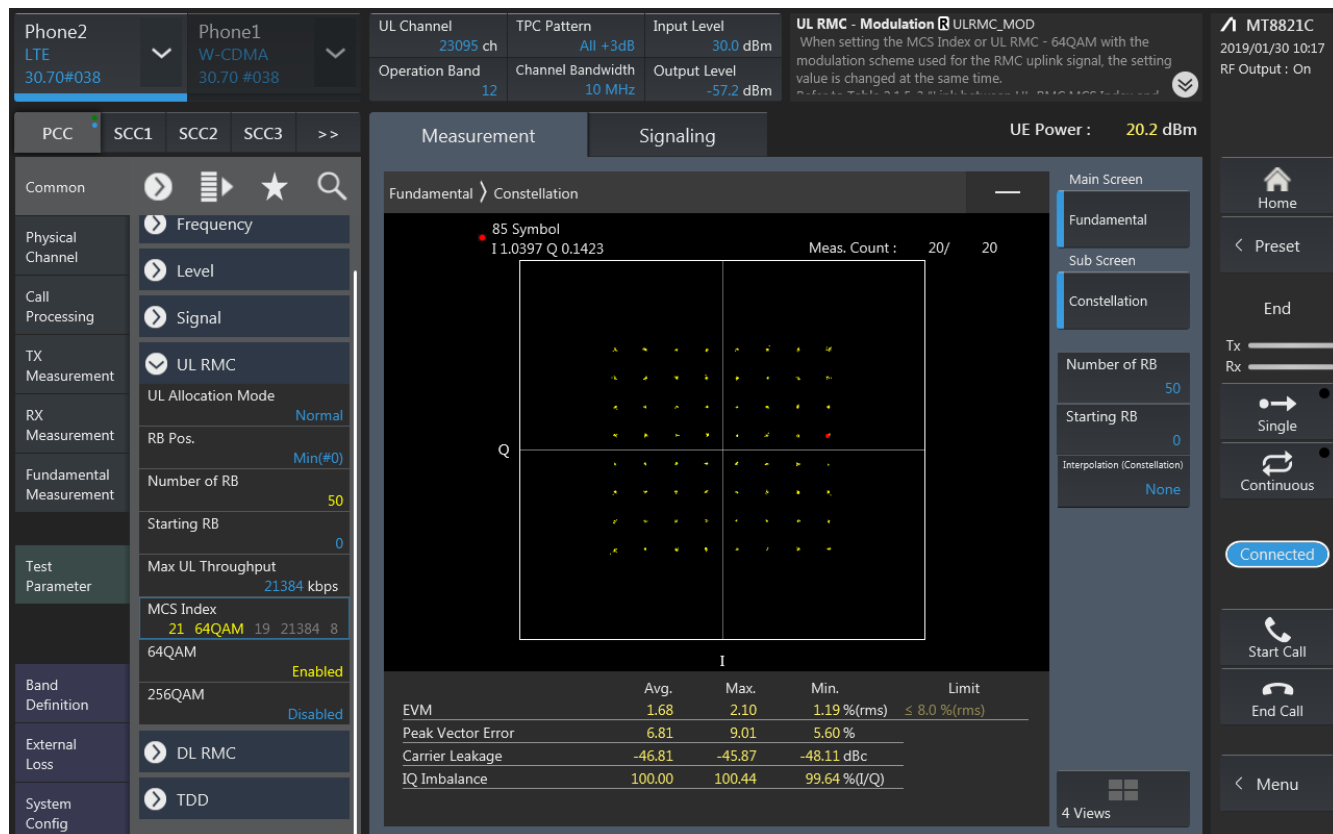 Phone2
LTE
30.70#038
Phone1
W-CDMA
30.70 #038
UL Channel
23095 ch
Operation Band
12
TPC Pattern
All +3dB
Channel Bandwidth
10 MHz
Input Level
30.0 dBm
Output Level
-57.2 dBm
UL RMC - Modulation R ULRMC_MOD
When setting the MCS Index or UL RMC - 64QAM with the
modulation scheme used for the RMC uplink signal, the setting
value is changed at the same time.
MT8821C
2019/01/30 10:17
RF Output : On
PCC SCC1 SCC2 SCC3 >>
Measurement
Signaling
UE Power : 20.2 dBm
Common
Physical
Channel
Call
Processing
TX
Measurement
RX
Measurement
Fundamental
Measurement
Test
Parameter
Band
Definition
External
Loss
System
Config
Frequency
Level
Signal
UL RMC
UL Allocation Mode
Normal
RB Pos.
Min(#0)
Number of RB
50
Starting RB
0
Max UL Throughput
21384 kbps
MCS Index
21 64QAM 19 21384 8
64QAM
Enabled
256QAM
Disabled
DL RMC
TDD
Fundamental 〉 Constellation
85 Symbol
I 1.0397 Q 0.1423
Meas. Count : 20/ 20
Q
I
Avg. Max. Min. Limit
EVM 1.68 2.10 1.19 %(rms) ≤ 8.0 %(rms)
Peak Vector Error 6.81 9.01 5.60 %
Carrier Leakage -46.81 -45.87 -48.11 dBc
IQ Imbalance 100.00 100.44 99.64 %(I/Q)
Main Screen
Fundamental
Sub Screen
Constellation
Number of RB
50
Starting RB
0
Interpolation (Constellation)
None
4 Views
Home
< Preset
End
Tx
Rx
Single
Continuous
Connected
Start Call
End Call
< Menu